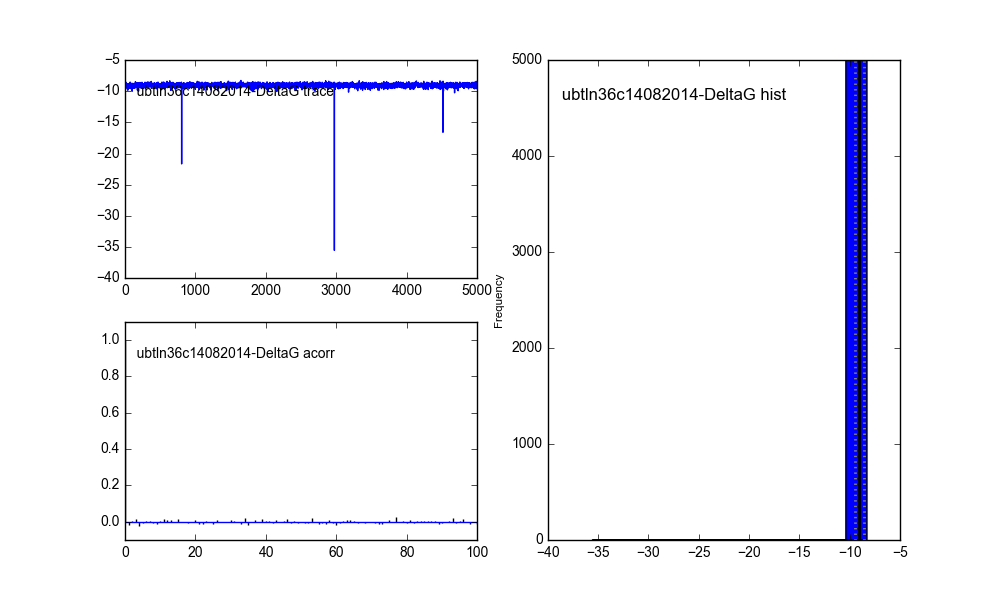 −5
−10
−15
−20
−25
−30
−35
−40
ubtln36c14082014-DeltaG trace
0 1000 2000 3000 4000 5000
1.0
0.8
0.6
0.4
0.2
0.0
ubtln36c14082014-DeltaG acorr
0 20 40 60 80 100
Frequency
5000
4000
3000
2000
1000
0
ubtln36c14082014-DeltaG hist
−40 −35 −30 −25 −20 −15 −10 −5